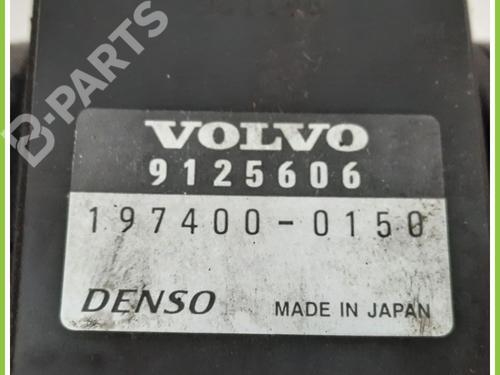 B-PARTS
VOLVO
9125606
197400-0150
DENSO MADE IN JAPAN